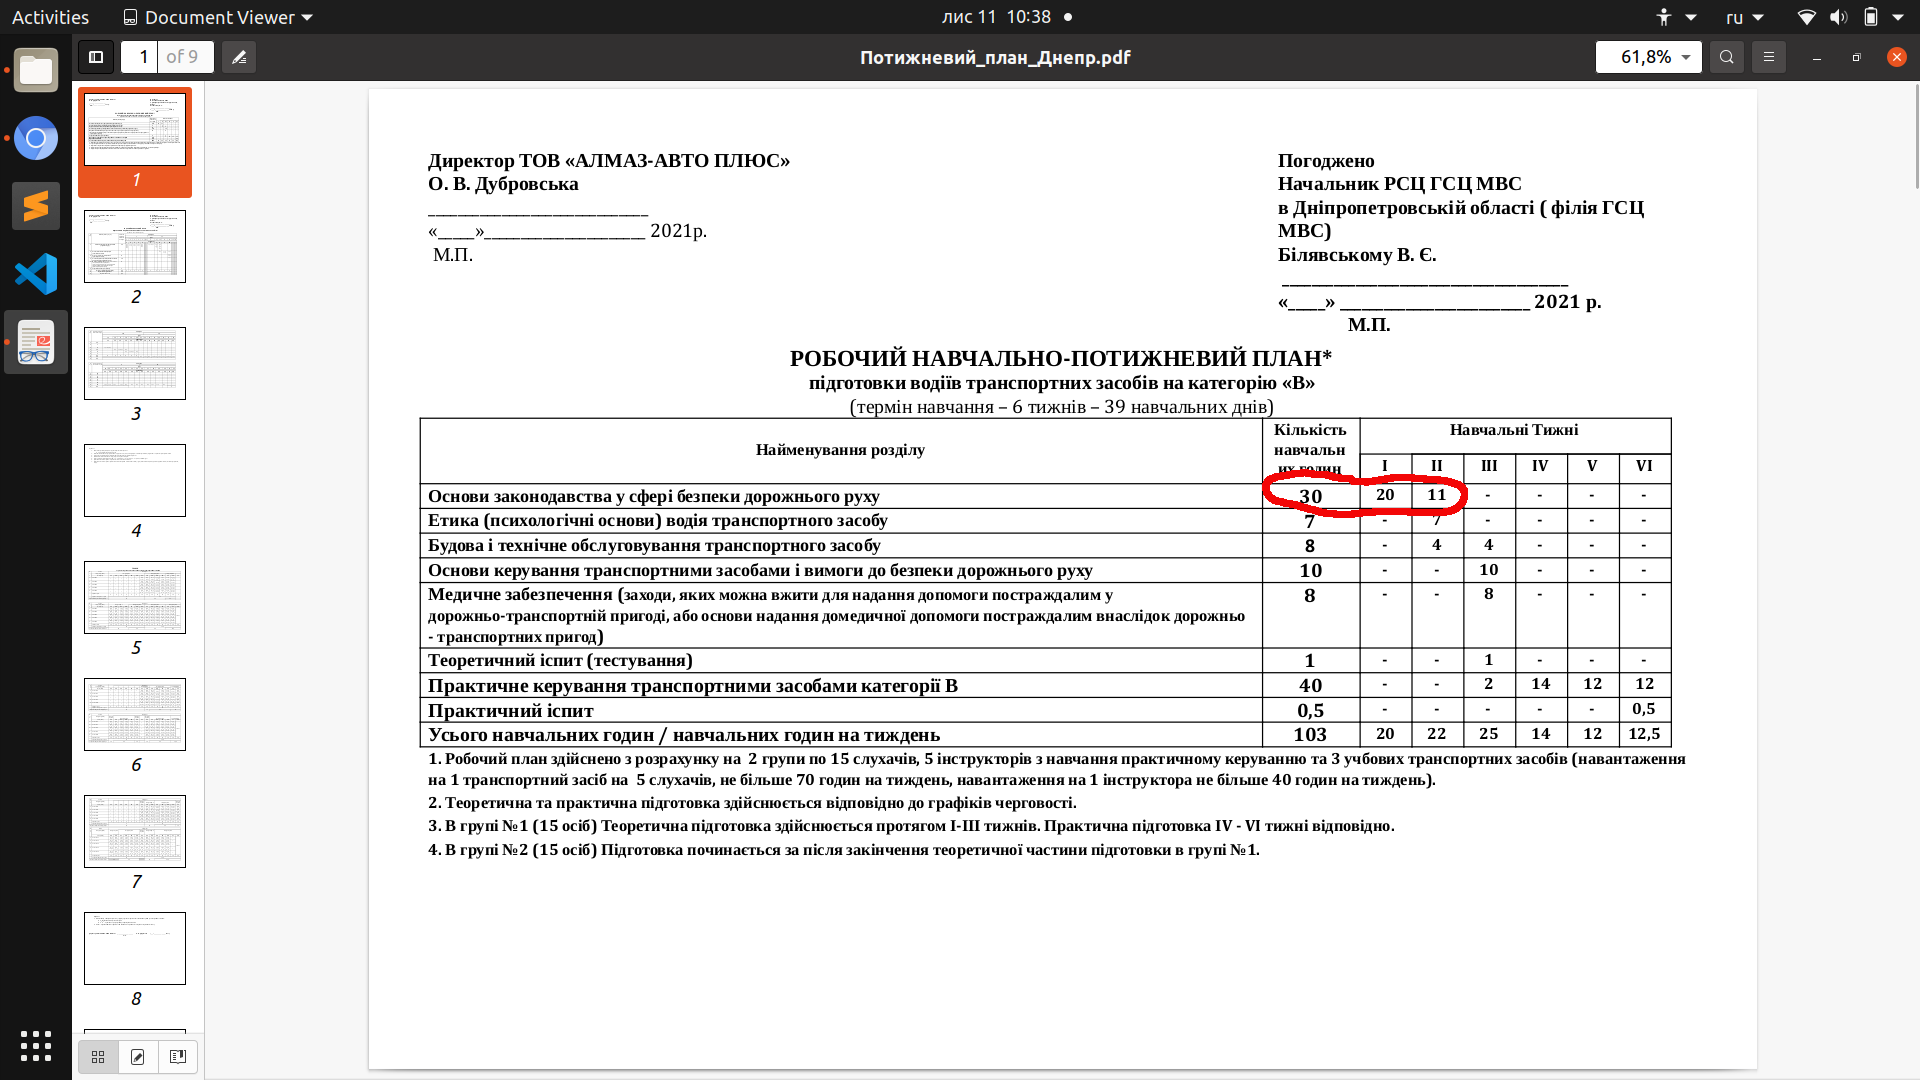 Activities
Document Viewer
лис 11 10:38
ru
1 of 9
Потижневий_план_Днепр.pdf
61,8%
1
2
3
4
5
6
7
8
Директор ТОВ «АЛМАЗ-АВТО ПЛЮС»
О. В. Дубровська
«____»__________________ 2021р.
М.П.
Погоджено
Начальник РСЦ ГСЦ МВС
в Дніпропетровській області ( філія ГСЦ
МВС)
Білявському В. Є.
«____» ____________________ 2021 р.
М.П.
РОБОЧИЙ НАВЧАЛЬНО-ПОТИЖНЕВИЙ ПЛАН*
підготовки водіїв транспортних засобів на категорію «В»
(термін навчання – 6 тижнів – 39 навчальних днів)
Найменування розділу
Кількість
навчальн
их годин
Навчальні Тижні
I II III IV V VI
Основи законодавства у сфері безпеки дорожнього руху 30 20 11 - - - -
Етика (психологічні основи) водія транспортного засобу 7 - 7 - - - -
Будова і технічне обслуговування транспортного засобу 8 - 4 4 - - -
Основи керування транспортними засобами і вимоги до безпеки дорожнього руху 10 - - 10 - - -
Медичне забезпечення (заходи, яких можна вжити для надання допомоги постраждалим у 8 - - 8 - - -
дорожньо-транспортній пригоді, або основи надання домедичної допомоги постраждалим внаслідок дорожньо
- транспортних пригод)
Теоретичний іспит (тестування) 1 - - 1 - - -
Практичне керування транспортними засобами категорії В 40 - - 2 14 12 12
Практичний іспит 0,5 - - - - - 0,5
Усього навчальних годин / навчальних годин на тиждень 103 20 22 25 14 12 12,5
1. Робочий план здійснено з розрахунку на 2 групи по 15 слухачів, 5 інструкторів з навчання практичному керуванню та 3 учбових транспортних засобів (навантаження
на 1 транспортний засіб на 5 слухачів, не більше 70 годин на тиждень, навантаження на 1 інструктора не більше 40 годин на тиждень).
2. Теоретична та практична підготовка здійснюється відповідно до графіків черговості.
3. В групі №1 (15 осіб) Теоретична підготовка здійснюється протягом I-III тижнів. Практична підготовка IV - VI тижні відповідно.
4. В групі №2 (15 осіб) Підготовка починається за після закінчення теоретичної частини підготовки в групі №1.